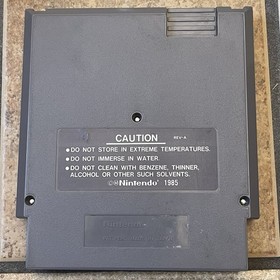 CAUTION REV-A
• DO NOT STORE IN EXTREME TEMPERATURES.
• DO NOT IMMERSE IN WATER.
• DO NOT CLEAN WITH BENZENE, THINNER,
ALCOHOL OR OTHER SUCH SOLVENTS.
©®Nintendo® 1985